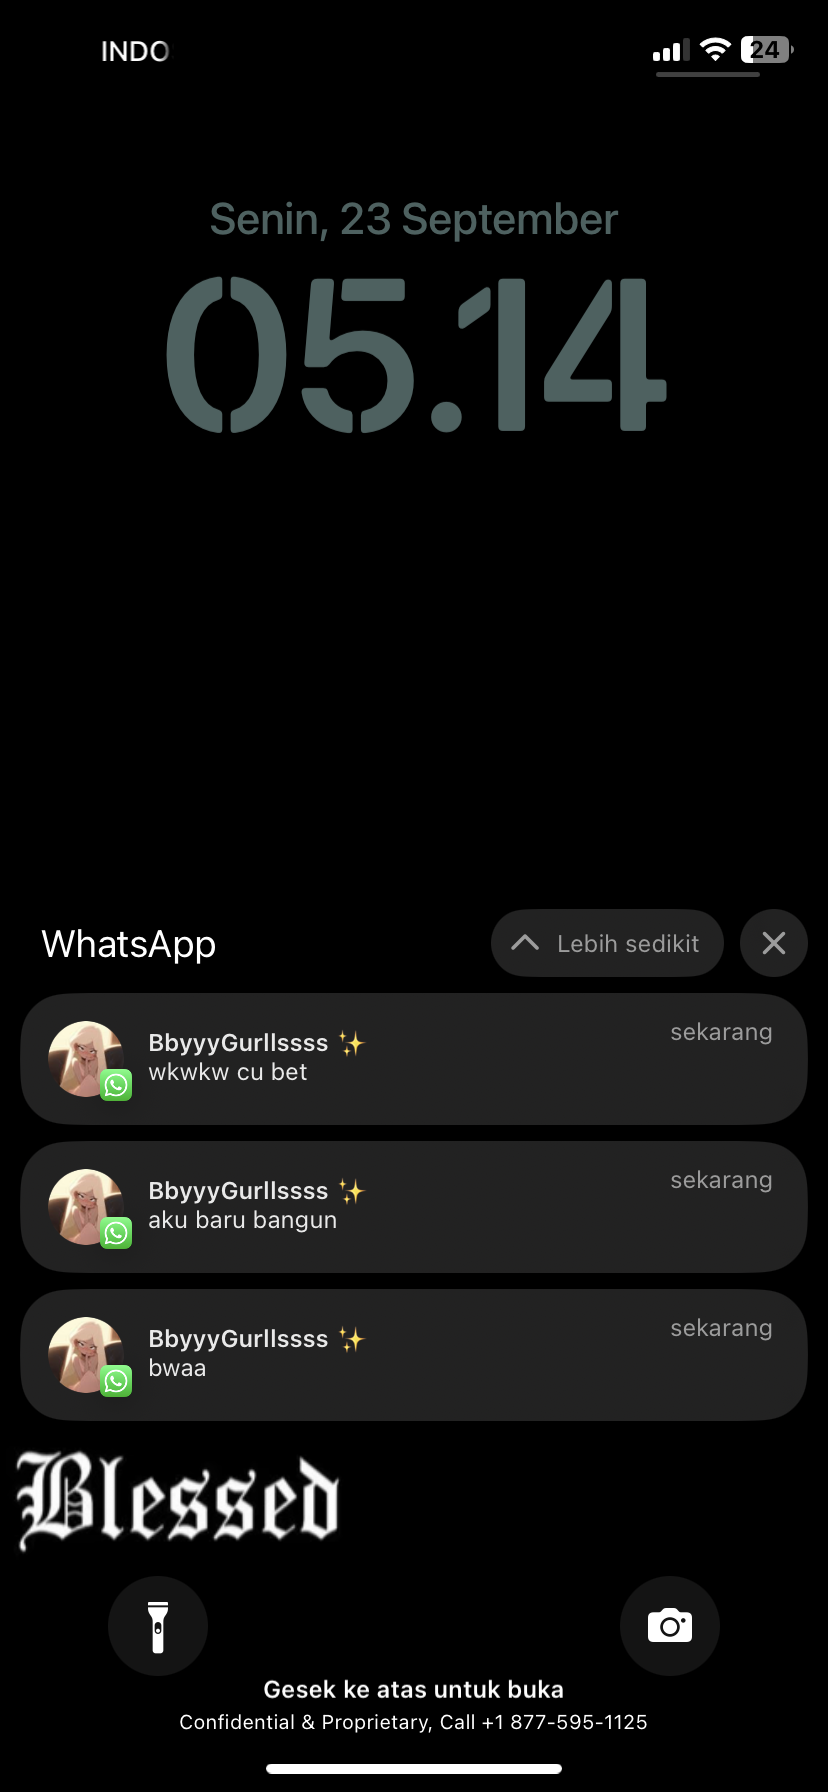 INDO
24
Senin, 23 September
05.14
WhatsApp
Lebih sedikit
BbyyyGurllssss ✨
sekarang
wkwkw cu bet
BbyyyGurllssss ✨
sekarang
aku baru bangun
BbyyyGurllssss ✨
sekarang
bwaa
Blessed
Gesek ke atas untuk buka
Confidential & Proprietary, Call +1 877-595-1125